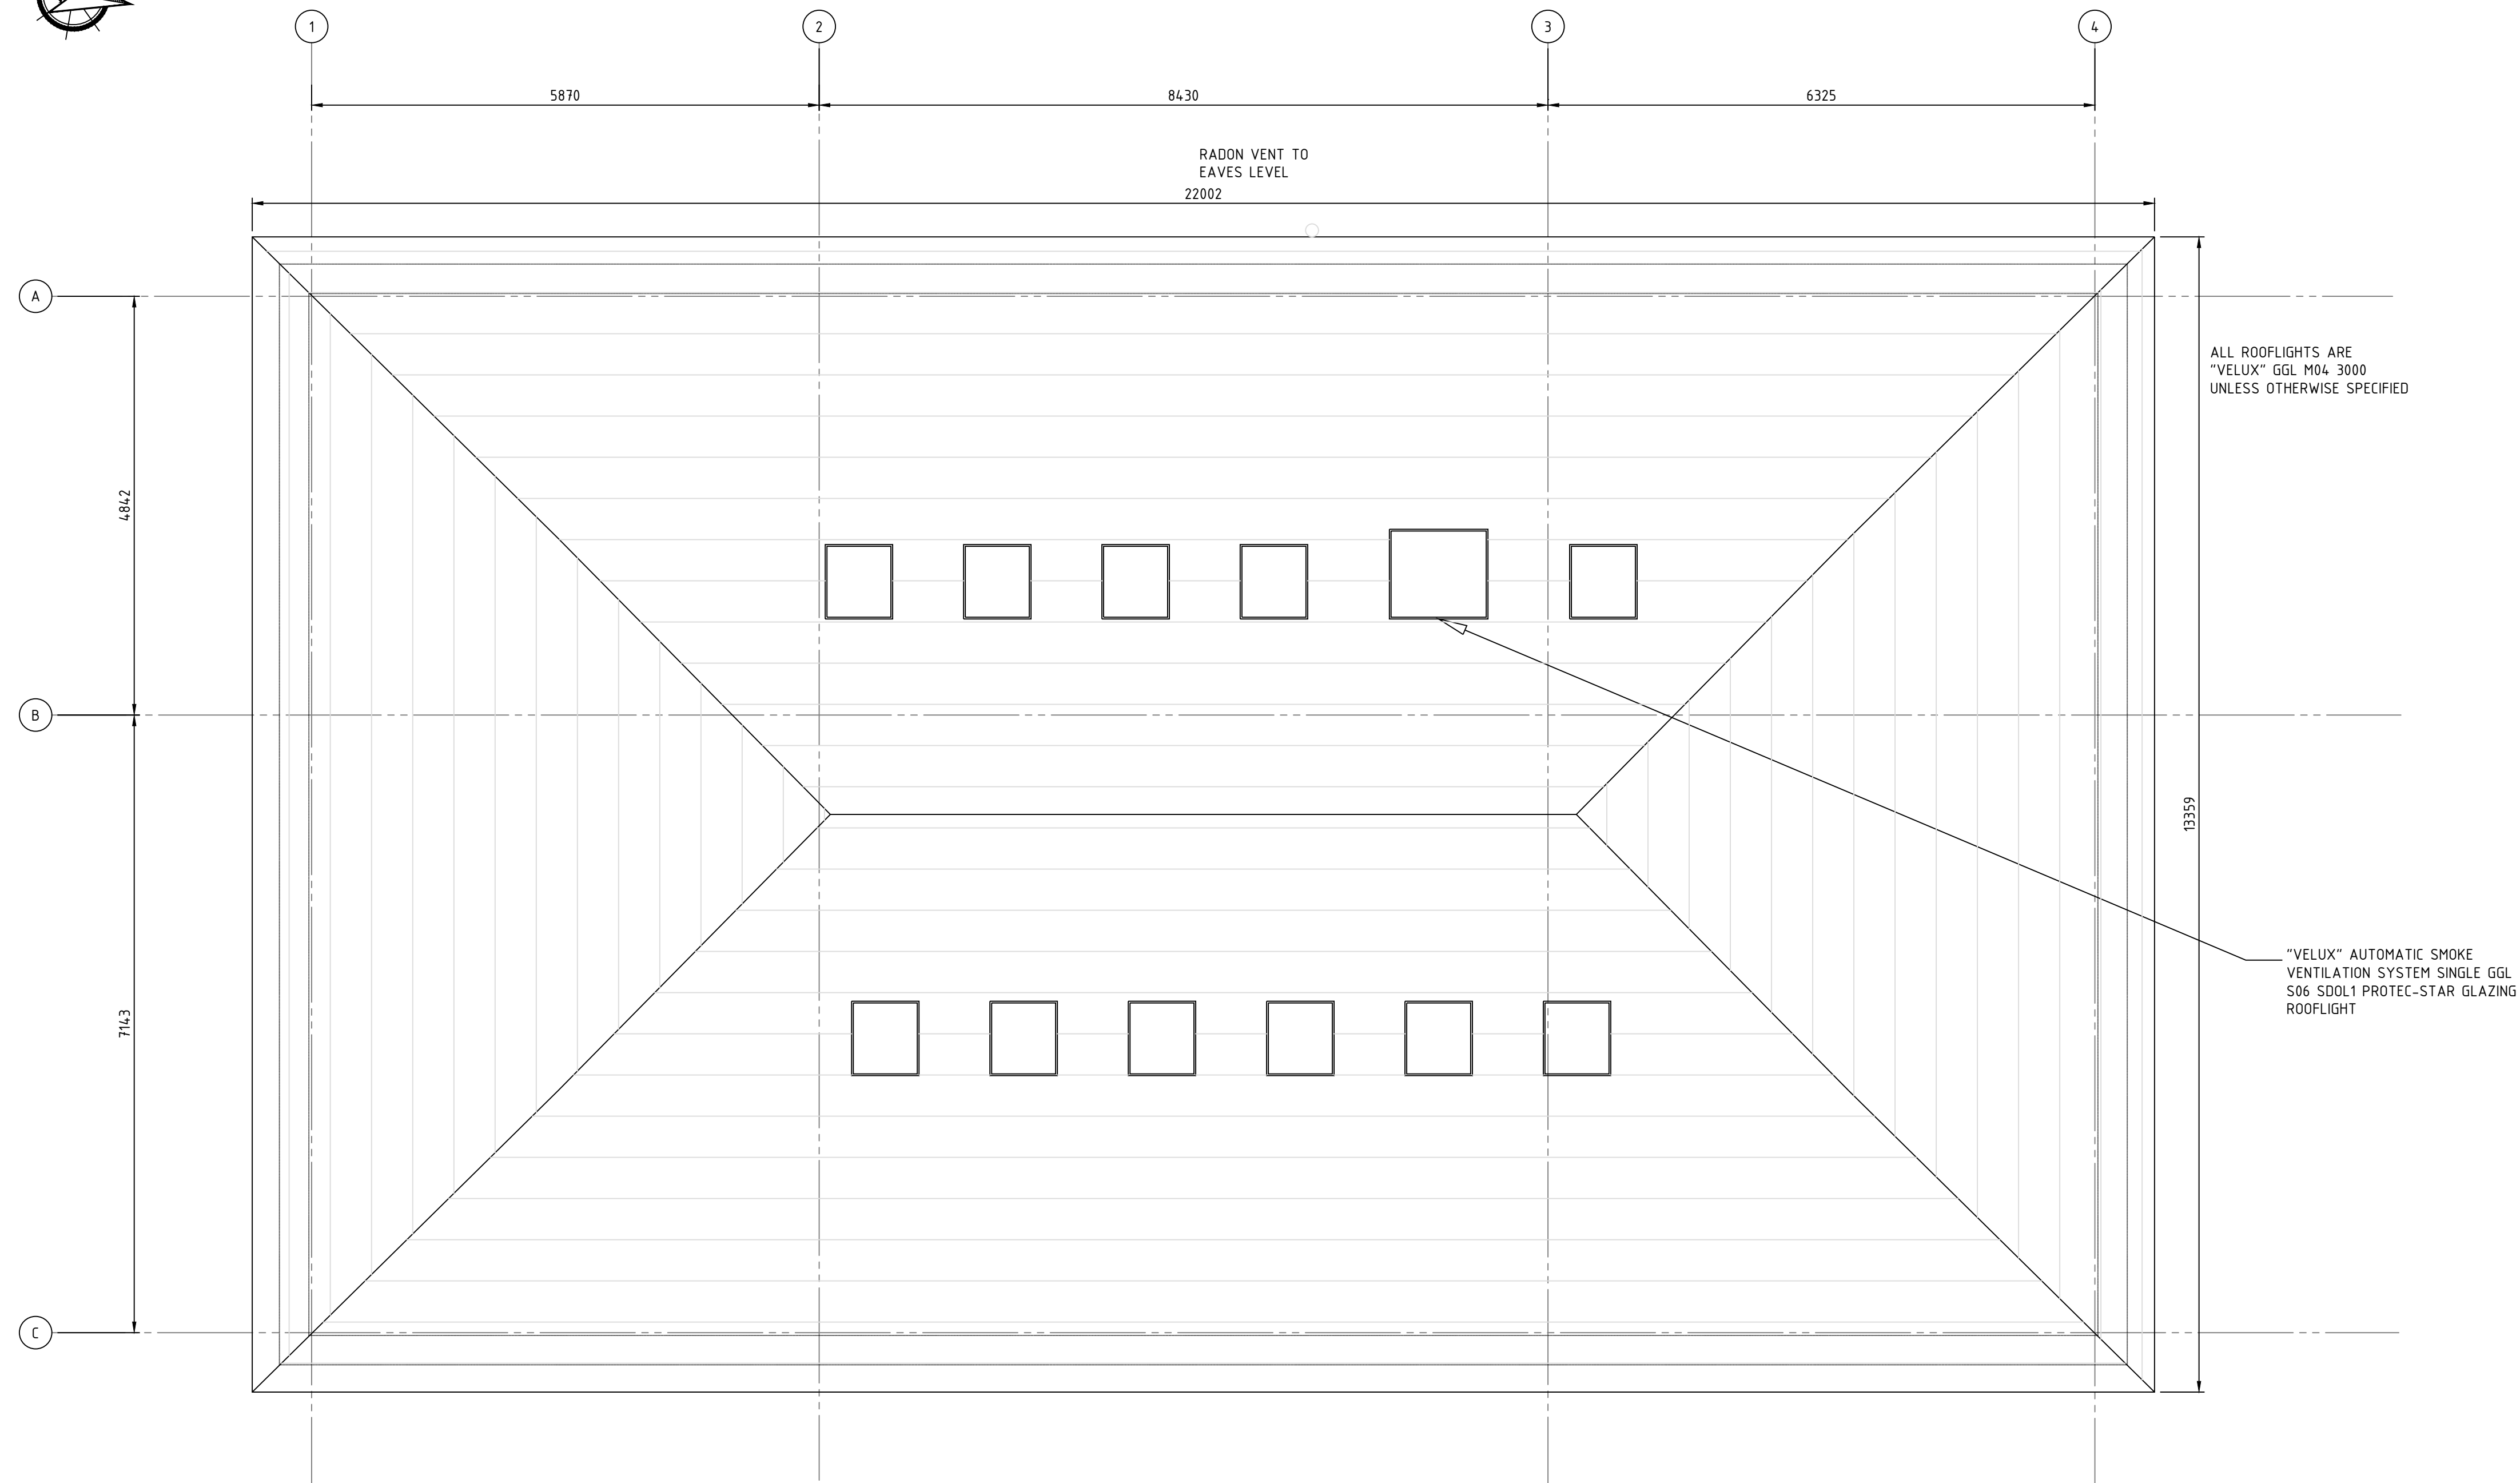 1
2
3
4
5870
8430
6325
RADON VENT TO
EAVES LEVEL
22002
A
ALL ROOFLIGHTS ARE
"VELUX" GGL M04 3000
UNLESS OTHERWISE SPECIFIED
4842
B
13359
"VELUX" AUTOMATIC SMOKE
VENTILATION SYSTEM SINGLE GGL
S06 SD0L1 PROTEC-STAR GLAZING
ROOFLIGHT
7143
C